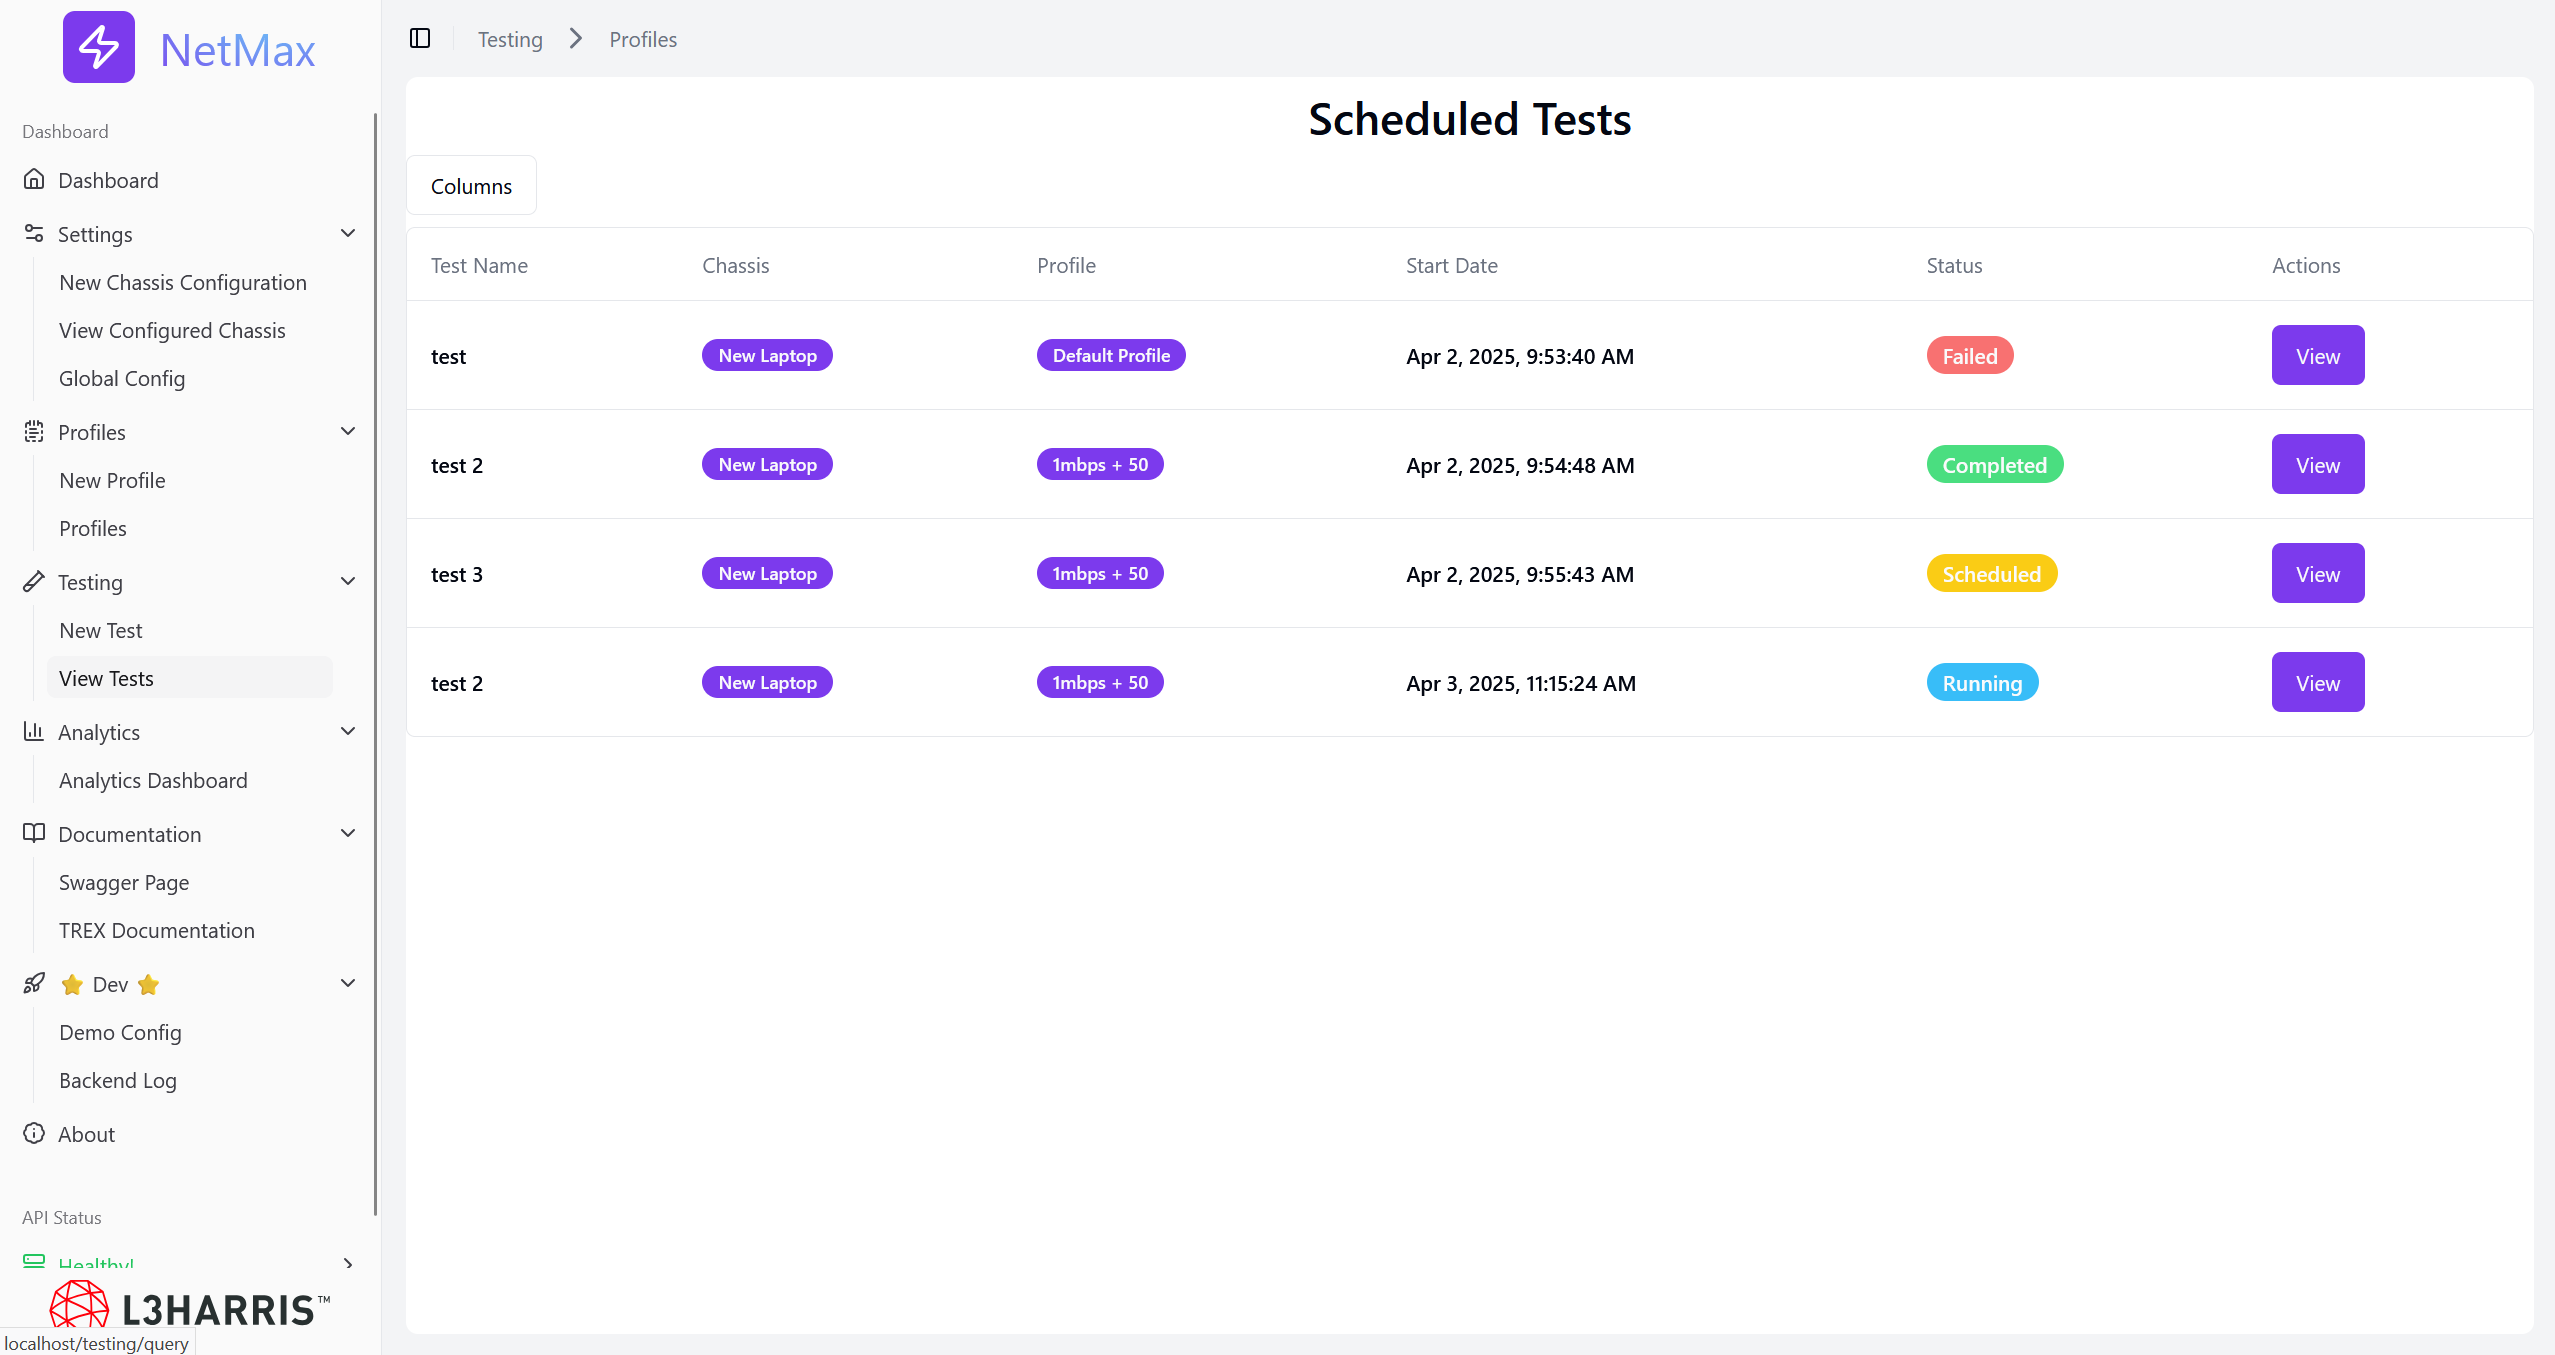 NetMax
Dashboard
Dashboard
Settings
New Chassis Configuration
View Configured Chassis
Global Config
Profiles
New Profile
Profiles
Testing
New Test
View Tests
Analytics
Analytics Dashboard
Documentation
Swagger Page
TREX Documentation
⭐ Dev ⭐
Demo Config
Backend Log
About
API Status
Healthy!
L3HARRIS™
localhost/testing/query
Testing > Profiles
Scheduled Tests
Columns
Test Name Chassis Profile Start Date Status Actions
test New Laptop Default Profile Apr 2, 2025, 9:53:40 AM Failed View
test 2 New Laptop 1mbps + 50 Apr 2, 2025, 9:54:48 AM Completed View
test 3 New Laptop 1mbps + 50 Apr 2, 2025, 9:55:43 AM Scheduled View
test 2 New Laptop 1mbps + 50 Apr 3, 2025, 11:15:24 AM Running View